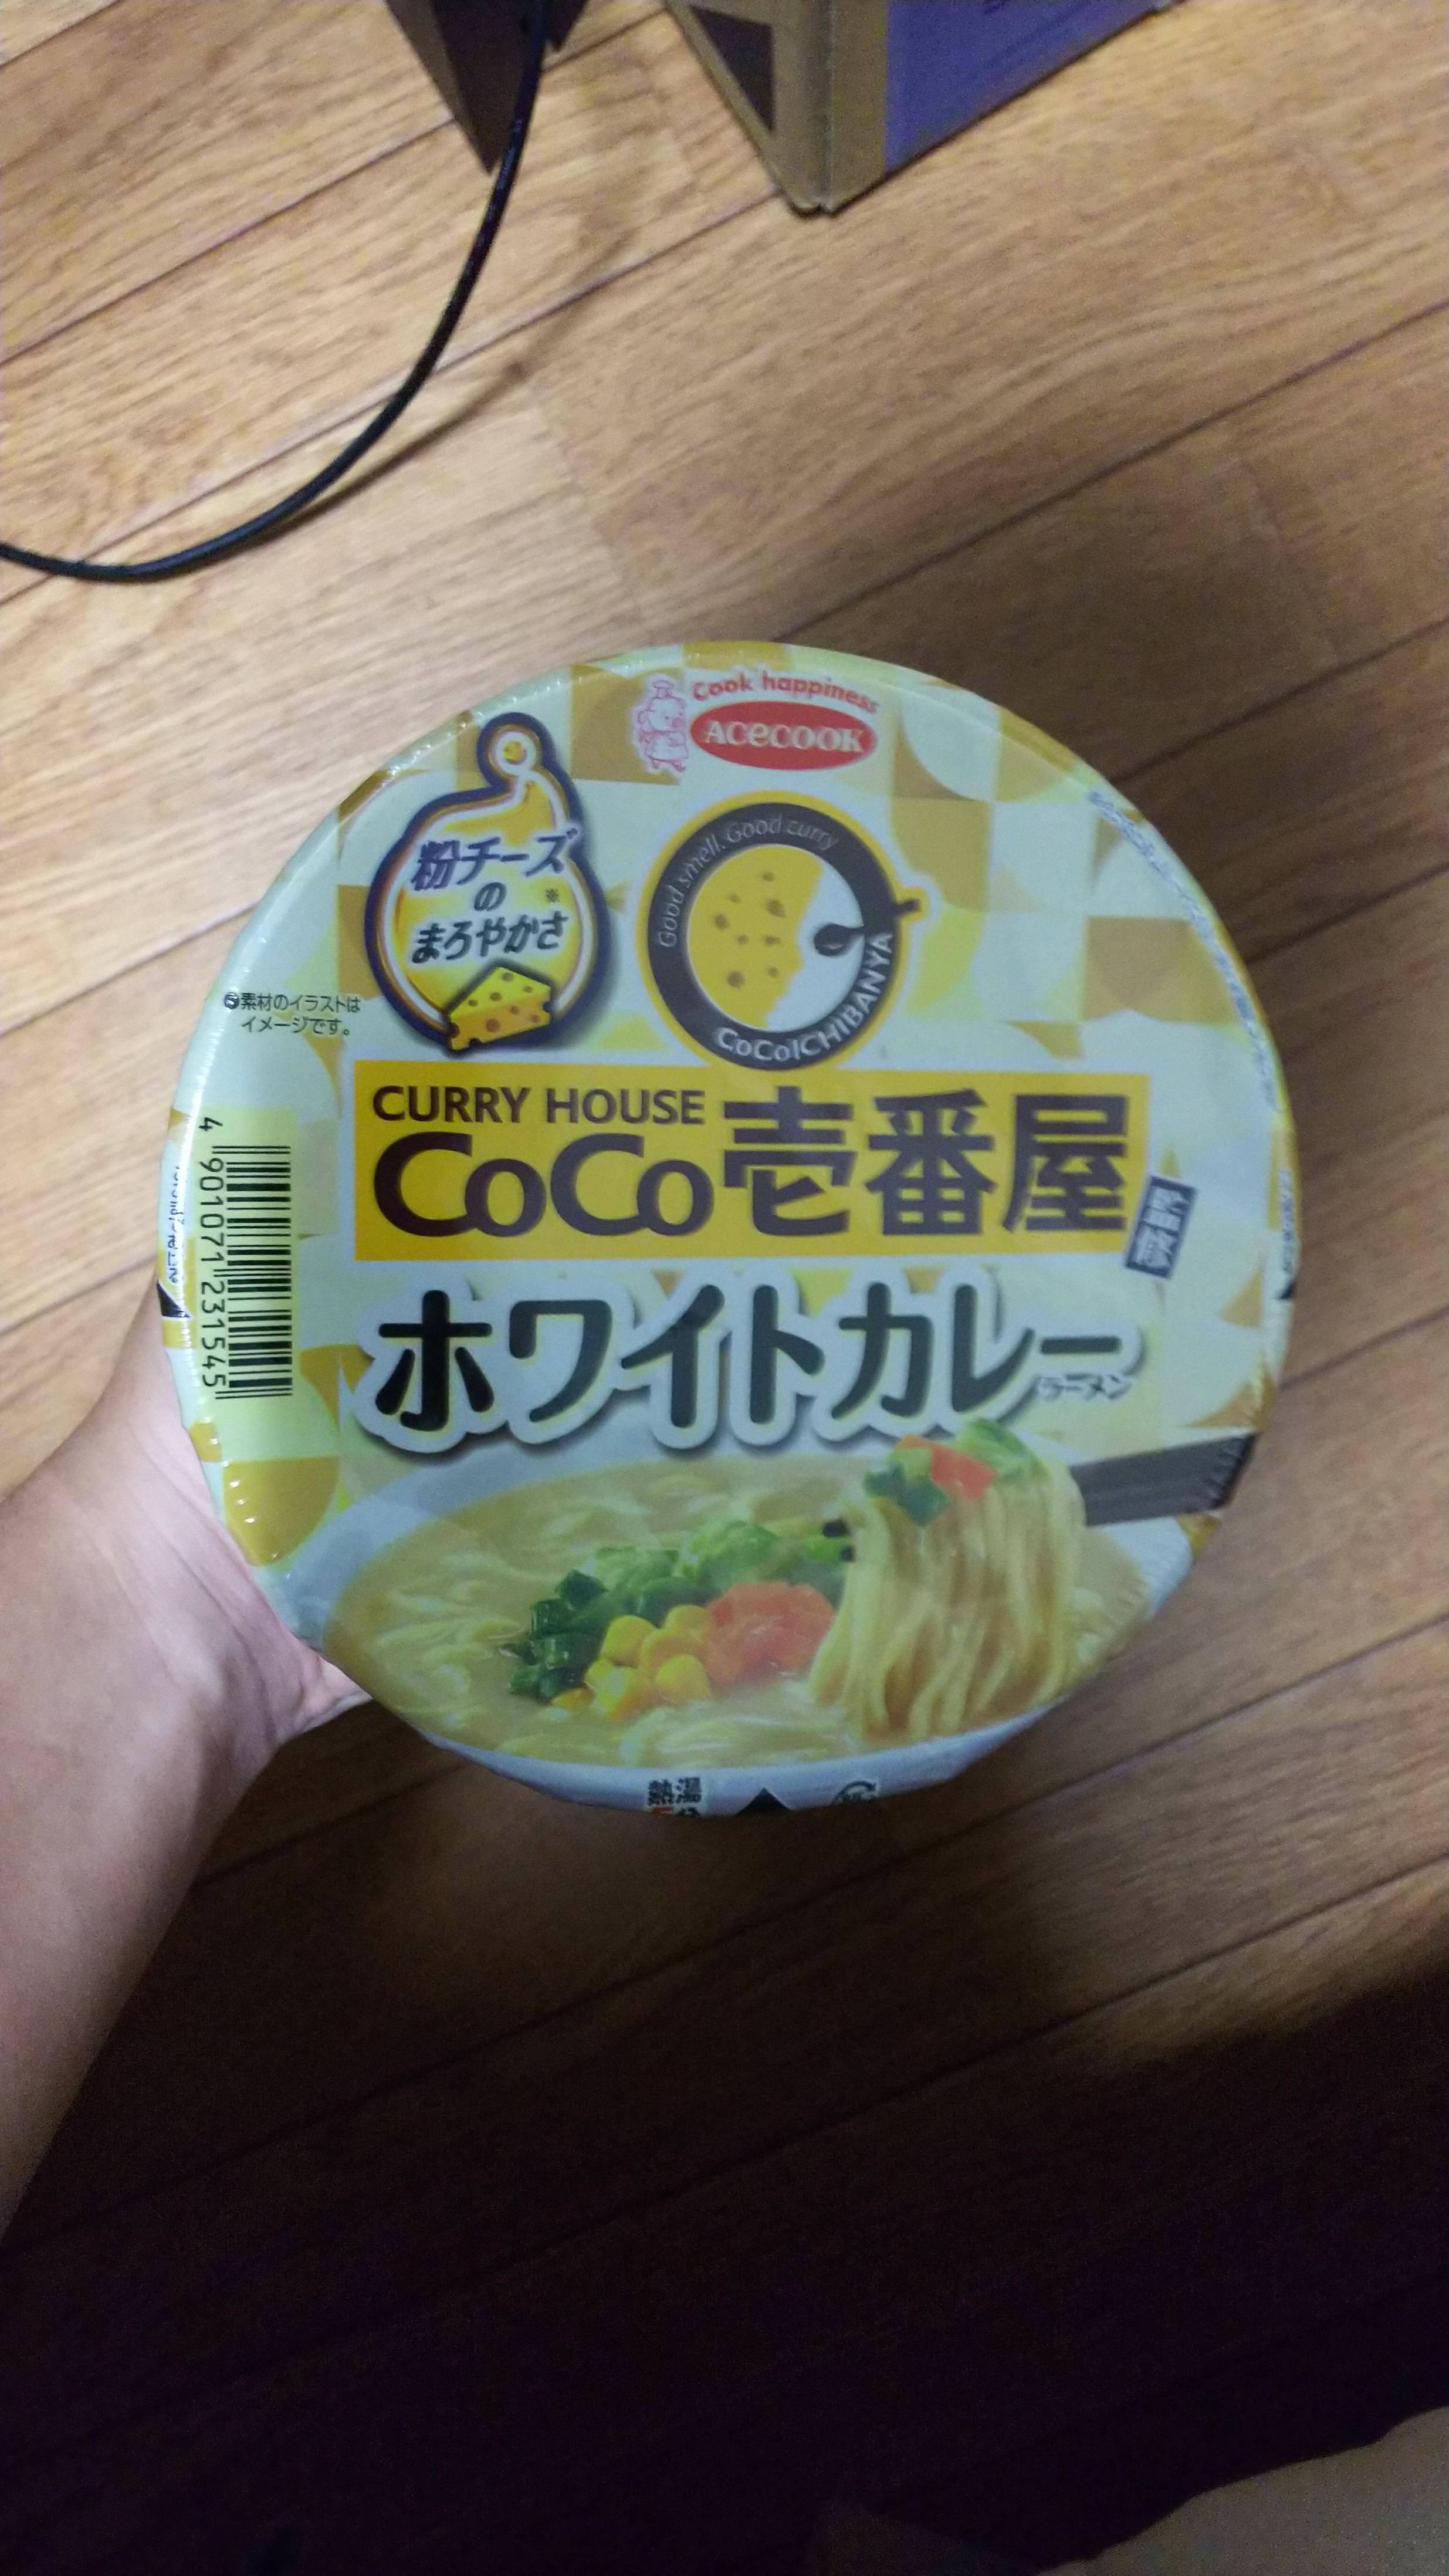 Cook happiness
Acecook
粉チーズ
の
まろやかさ※
Good smell. Good curry
CoCoICHIBANYA
●素材のイラストは
イメージです。
CURRY HOUSE
CoCo壱番屋
監修
ホワイトカレー
ラーメン
4 901071 231545
熱湯